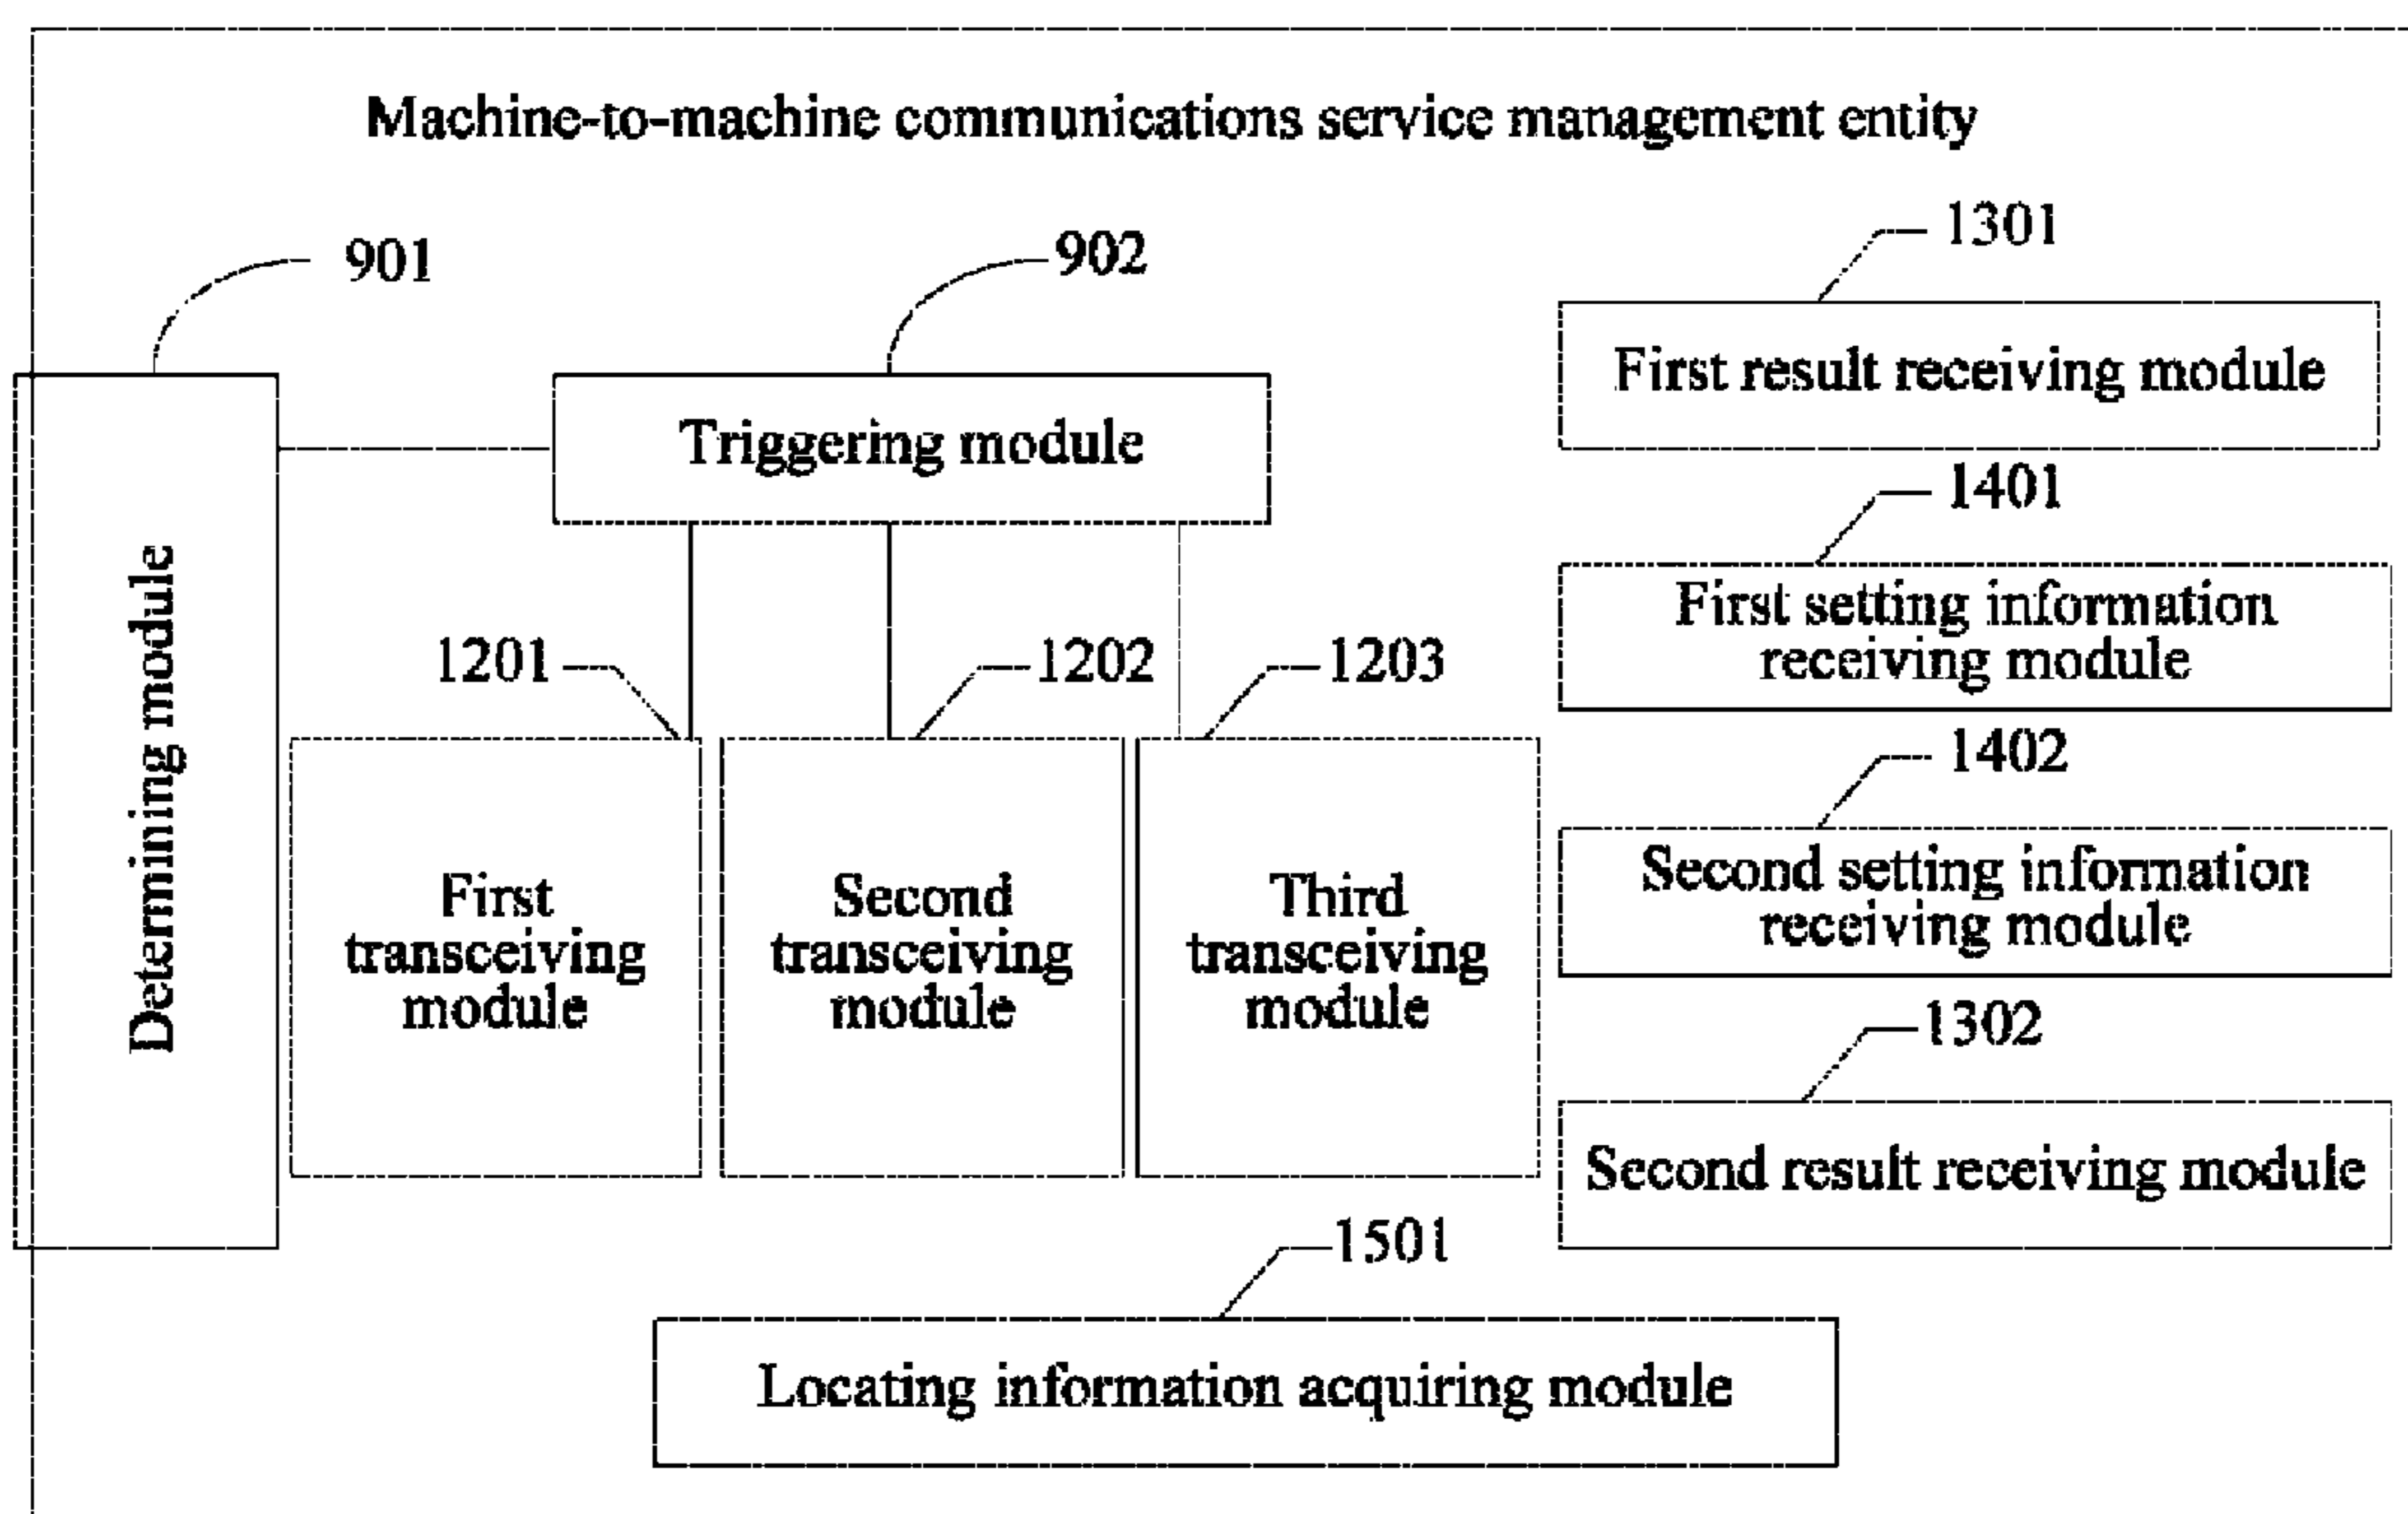 Machine-to-machine communications service management entity
901
902
1301
First result receiving module
Triggering module
1401
First setting information
receiving module
Determining module
1201
1202
1203
1402
Second setting information
receiving module
First
transceiving
module
Second
transceiving
module
Third
transceiving
module
1302
Second result receiving module
1501
Locating information acquiring module